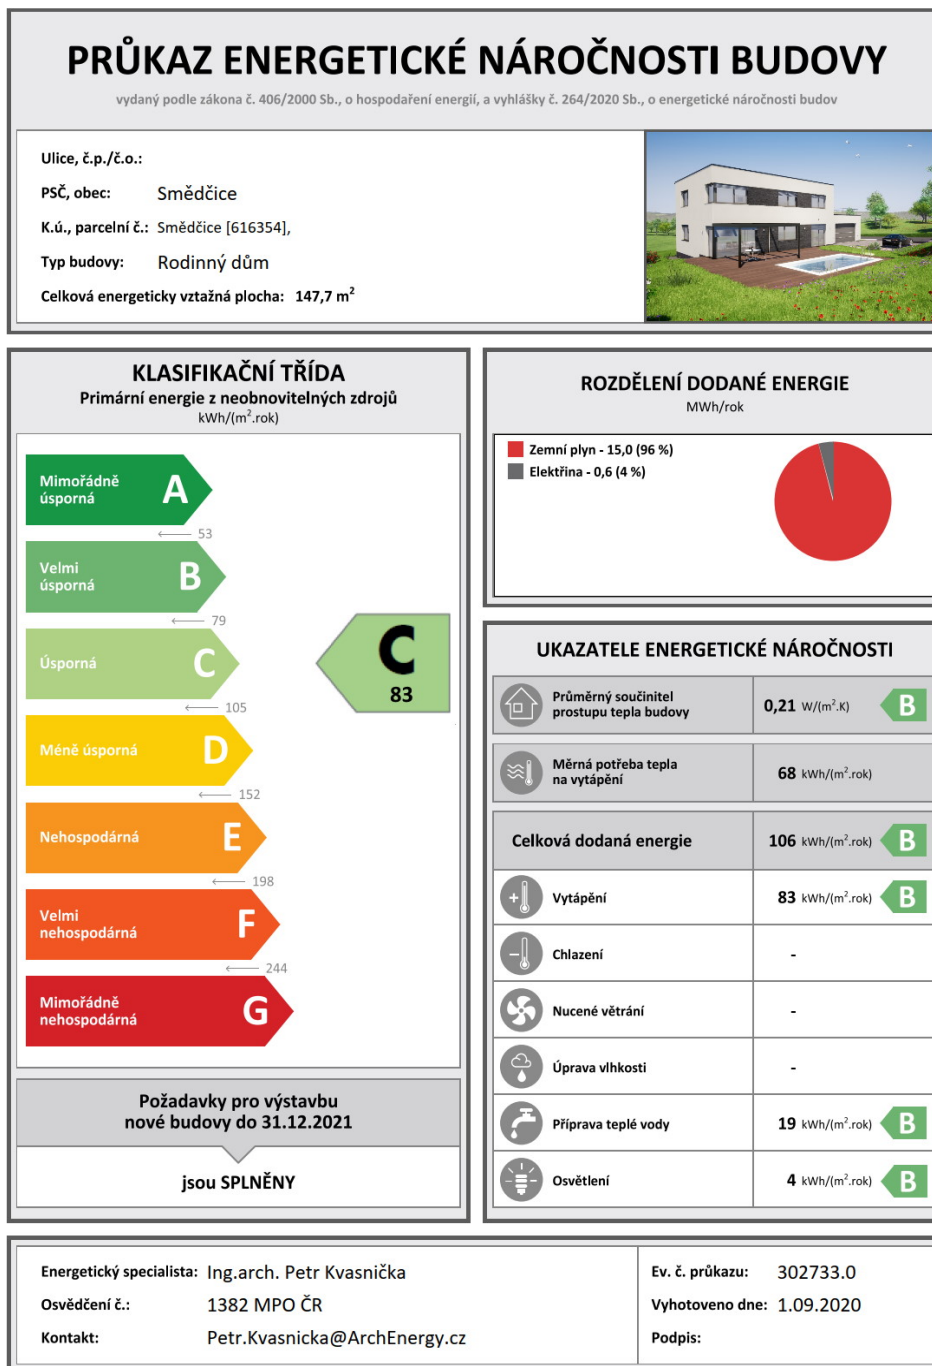 PRŮKAZ ENERGETICKÉ NÁROČNOSTI BUDOVY
vydaný podle zákona č. 406/2000 Sb., o hospodaření energií, a vyhlášky č. 264/2020 Sb., o energetické náročnosti budov
Ulice, č.p./č.o.:
PSČ, obec: Smědčice
K.ú., parcelní č.: Smědčice [616354],
Typ budovy: Rodinný dům
Celková energeticky vztažná plocha: 147,7 m²
KLASIFIKAČNÍ TŘÍDA
Primární energie z neobnovitelných zdrojů
kWh/(m².rok)
Mimořádně
úsporná
A
53
Velmi
úsporná
B
79
Úsporná
C
105
Méně úsporná
D
152
Nehospodárná
E
198
Velmi
nehospodárná
F
244
Mimořádně
nehospodárná
G
C
83
Požadavky pro výstavbu
nové budovy do 31.12.2021
jsou SPLNĚNY
ROZDĚLENÍ DODANÉ ENERGIE
MWh/rok
Zemní plyn - 15,0 (96 %)
Elektřina - 0,6 (4 %)
UKAZATELE ENERGETICKÉ NÁROČNOSTI
Průměrný součinitel
prostupu tepla budovy
0,21 W/(m².K) B
Měrná potřeba tepla
na vytápění
68 kWh/(m².rok)
Celková dodaná energie 106 kWh/(m².rok) B
Vytápění 83 kWh/(m².rok) B
Chlazení -
Nucené větrání -
Úprava vlhkosti -
Příprava teplé vody 19 kWh/(m².rok) B
Osvětlení 4 kWh/(m².rok) B
Energetický specialista: Ing.arch. Petr Kvasnička
Osvědčení č.: 1382 MPO ČR
Kontakt: Petr.Kvasnicka@ArchEnergy.cz
Ev. č. průkazu: 302733.0
Vyhotoveno dne: 1.09.2020
Podpis: